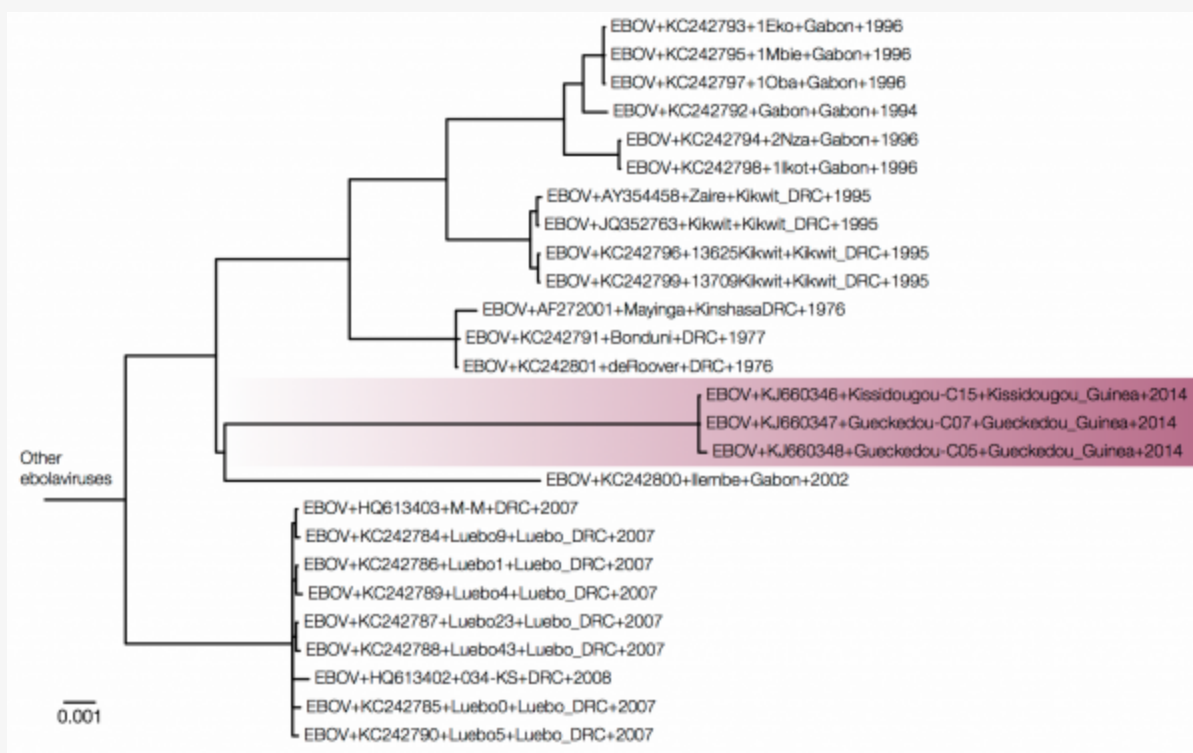 EBOV+KC242793+1Eko+Gabon+1996
EBOV+KC242795+1Mbie+Gabon+1996
EBOV+KC242797+1Oba+Gabon+1996
EBOV+KC242792+Gabon+Gabon+1994
EBOV+KC242794+2Nza+Gabon+1996
EBOV+KC242798+1Ikot+Gabon+1996
EBOV+AY354458+Zaire+Kikwit_DRC+1995
EBOV+JQ352763+Kikwit+Kikwit_DRC+1995
EBOV+KC242796+13625Kikwit+Kikwit_DRC+1995
EBOV+KC242799+13709Kikwit+Kikwit_DRC+1995
EBOV+AF272001+Mayinga+KinshasaDRC+1976
EBOV+KC242791+Bonduni+DRC+1977
EBOV+KC242801+deRoover+DRC+1976
EBOV+KJ660346+Kissidougou-C15+Kissidougou_Guinea+2014
EBOV+KJ660347+Gueckedou-C07+Gueckedou_Guinea+2014
EBOV+KJ660348+Gueckedou-C05+Gueckedou_Guinea+2014
Other
ebolaviruses
EBOV+KC242800+Ilembe+Gabon+2002
EBOV+HQ613403+M-M+DRC+2007
EBOV+KC242784+Luebo9+Luebo_DRC+2007
EBOV+KC242786+Luebo1+Luebo_DRC+2007
EBOV+KC242789+Luebo4+Luebo_DRC+2007
EBOV+KC242787+Luebo23+Luebo_DRC+2007
EBOV+KC242788+Luebo43+Luebo_DRC+2007
EBOV+HQ613402+034-KS+DRC+2008
EBOV+KC242785+Luebo0+Luebo_DRC+2007
EBOV+KC242790+Luebo5+Luebo_DRC+2007
0.001